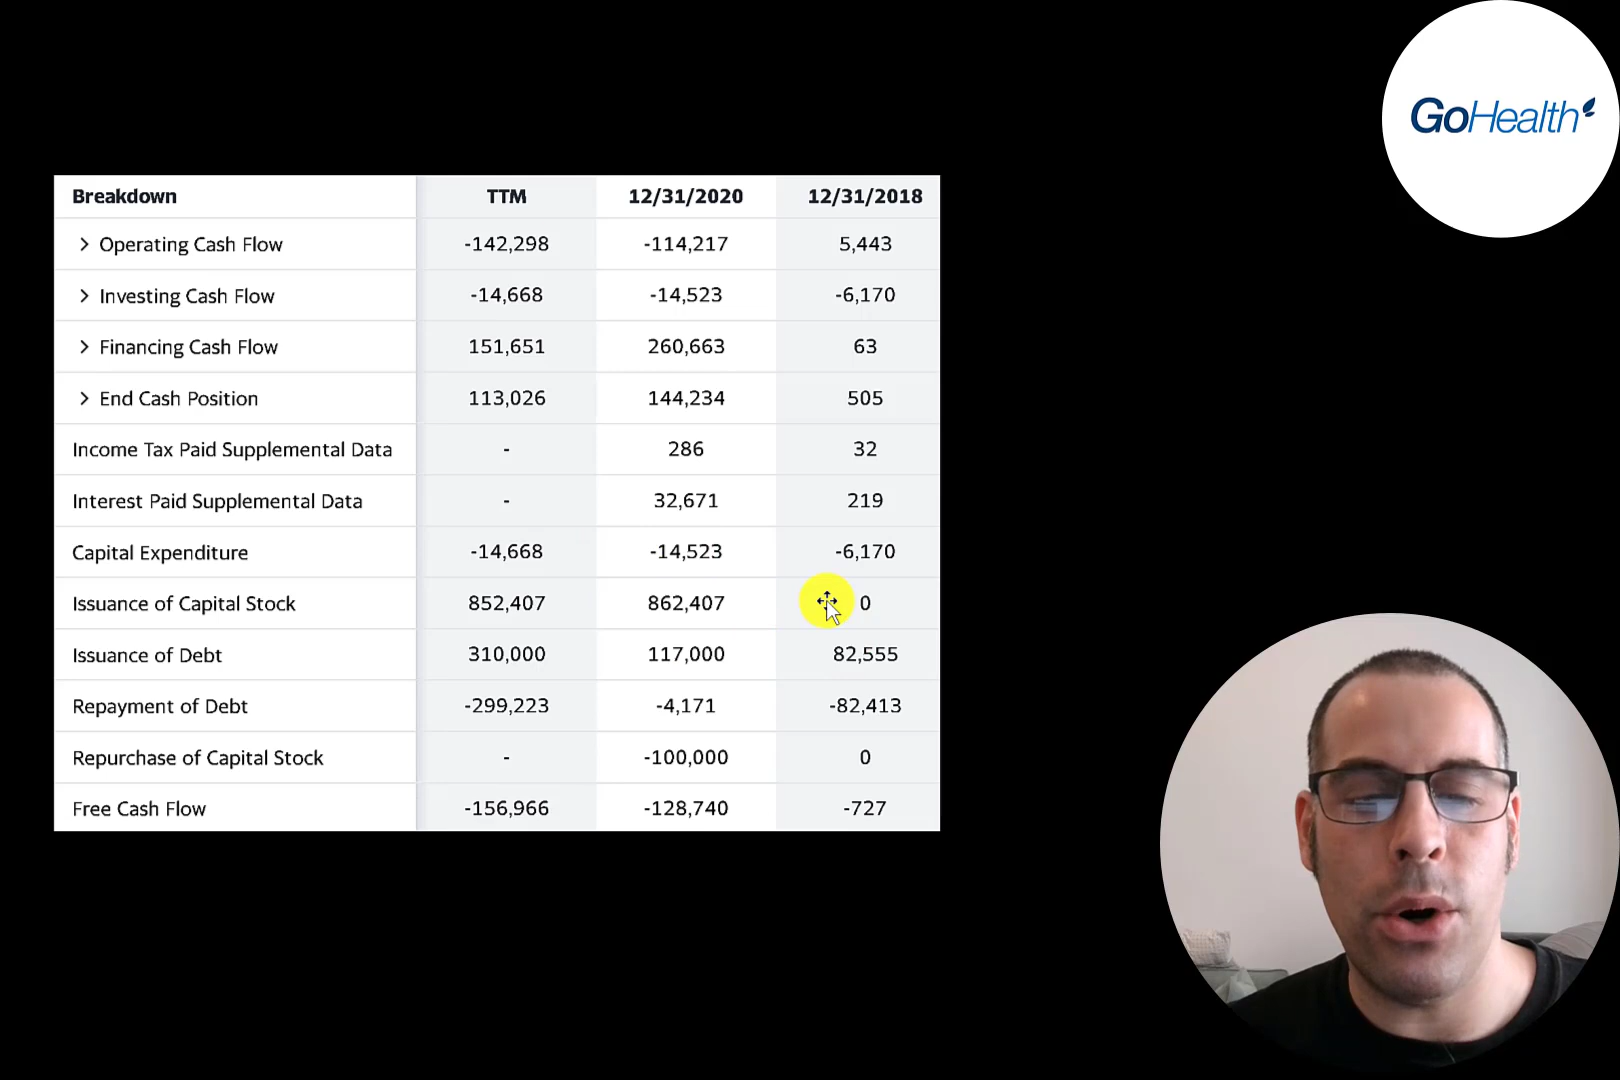 GoHealth
Breakdown TTM 12/31/2020 12/31/2018
Operating Cash Flow -142,298 -114,217 5,443
Investing Cash Flow -14,668 -14,523 -6,170
Financing Cash Flow 151,651 260,663 63
End Cash Position 113,026 144,234 505
Income Tax Paid Supplemental Data - 286 32
Interest Paid Supplemental Data - 32,671 219
Capital Expenditure -14,668 -14,523 -6,170
Issuance of Capital Stock 852,407 862,407 0
Issuance of Debt 310,000 117,000 82,555
Repayment of Debt -299,223 -4,171 -82,413
Repurchase of Capital Stock - -100,000 0
Free Cash Flow -156,966 -128,740 -727